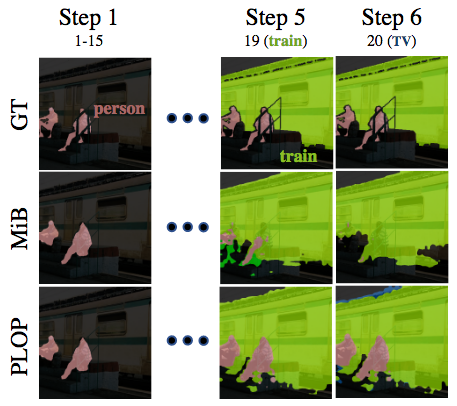 Step 1
1-15
Step 5
19 (train)
Step 6
20 (TV)
GT
person
train
MiB
PLOP